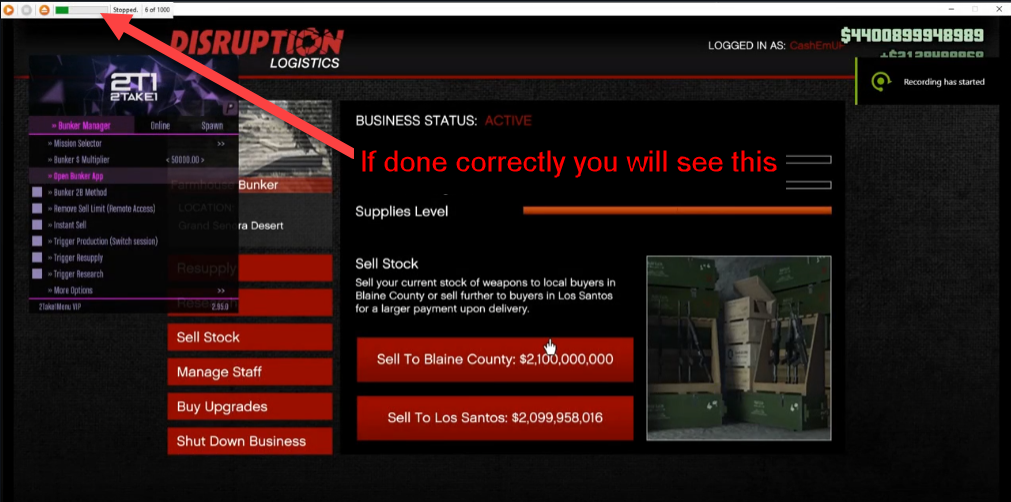 Stopped. 6 of 1000
DISRUPTION
LOGISTICS
LOGGED IN AS: CashEmUP
$4400899948989
Recording has started
2T1
2TAKE1
» Bunker Manager Online Spawn
» Mission Selector >>
» Bunker $ Multiplier < 50000.00 >
» Open Bunker App
» Bunker 2B Method
» Remove Sell Limit (Remote Access)
» Instant Sell
» Trigger Production (Switch session)
» Trigger Resupply
» Trigger Research
» More Options >>
2Take1Menu VIP 2.95.0
Farmhouse Bunker
LOCATION:
Grand Senora Desert
Resupply
Sell Stock
Manage Staff
Buy Upgrades
Shut Down Business
BUSINESS STATUS: ACTIVE
If done correctly you will see this
Supplies Level
Sell Stock
Sell your current stock of weapons to local buyers in
Blaine County or sell further to buyers in Los Santos
for a larger payment upon delivery.
Sell To Blaine County: $2,100,000,000
Sell To Los Santos: $2,099,958,016